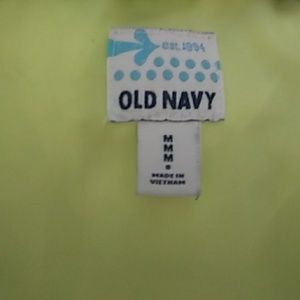 EST. 1994
OLD NAVY
M
M
M
MADE IN
VIETNAM